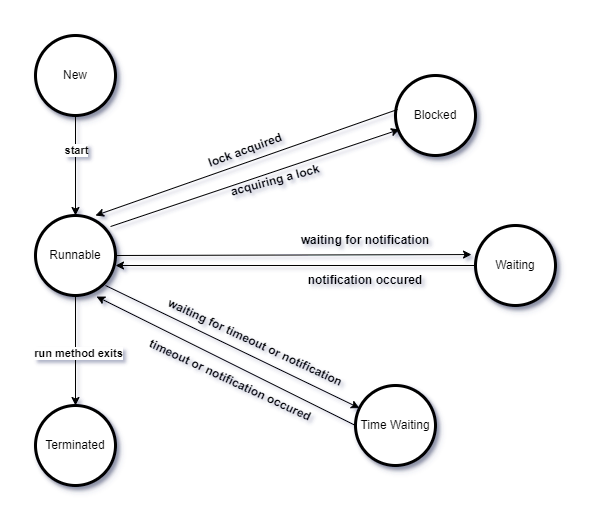 New
start
Blocked
lock acquired
acquiring a lock
Runnable
waiting for notification
Waiting
notification occured
waiting for timeout or notification
timeout or notification occured
run method exits
Time Waiting
Terminated